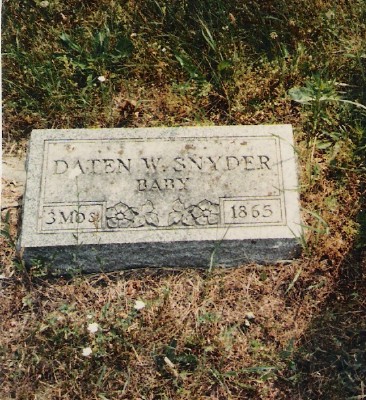 DATEN W. SNYDER
BABY
3 MOS 1865